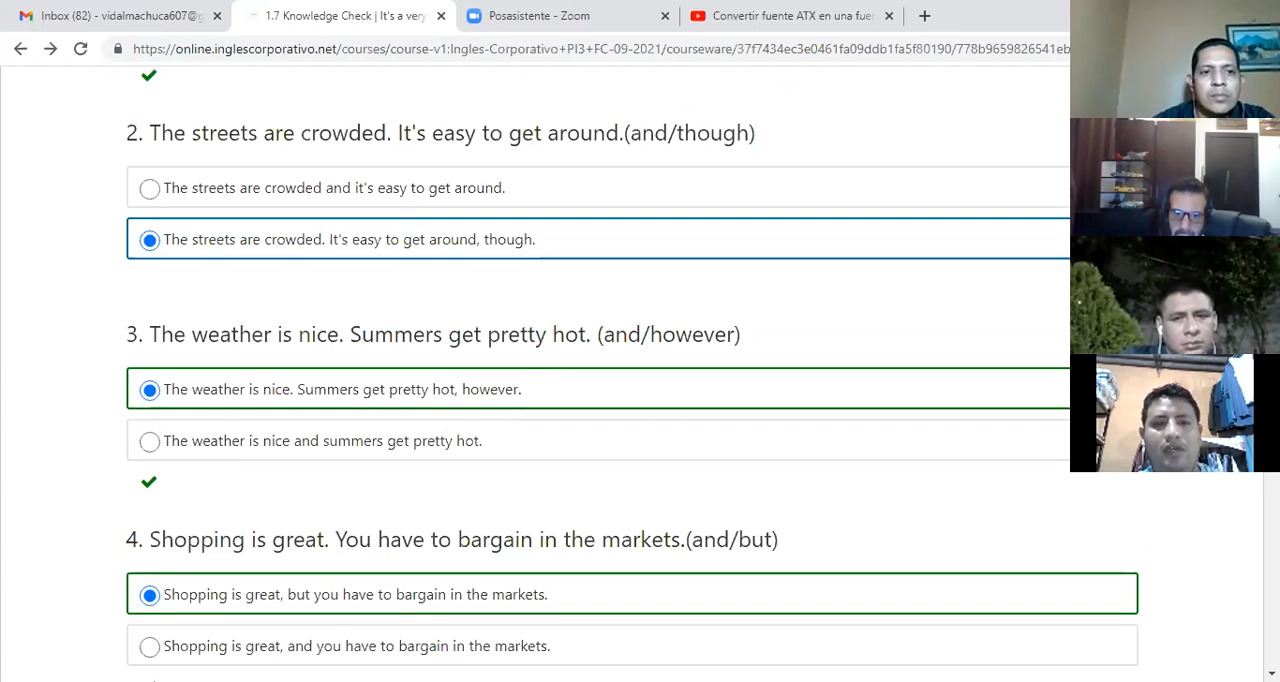 Inbox (82) - vidalmachuca607@g
1.7 Knowledge Check | It's a very
Posasistente - Zoom
Convertir fuente ATX en una fue
https://online.inglescorporativo.net/courses/course-v1:Ingles-Corporativo+PI3+FC-09-2021/courseware/37f7434ec3e0461fa09ddb1fa5f80190/778b9659826541eb
2. The streets are crowded. It's easy to get around.(and/though)
The streets are crowded and it's easy to get around.
The streets are crowded. It's easy to get around, though.
3. The weather is nice. Summers get pretty hot. (and/however)
The weather is nice. Summers get pretty hot, however.
The weather is nice and summers get pretty hot.
4. Shopping is great. You have to bargain in the markets.(and/but)
Shopping is great, but you have to bargain in the markets.
Shopping is great, and you have to bargain in the markets.